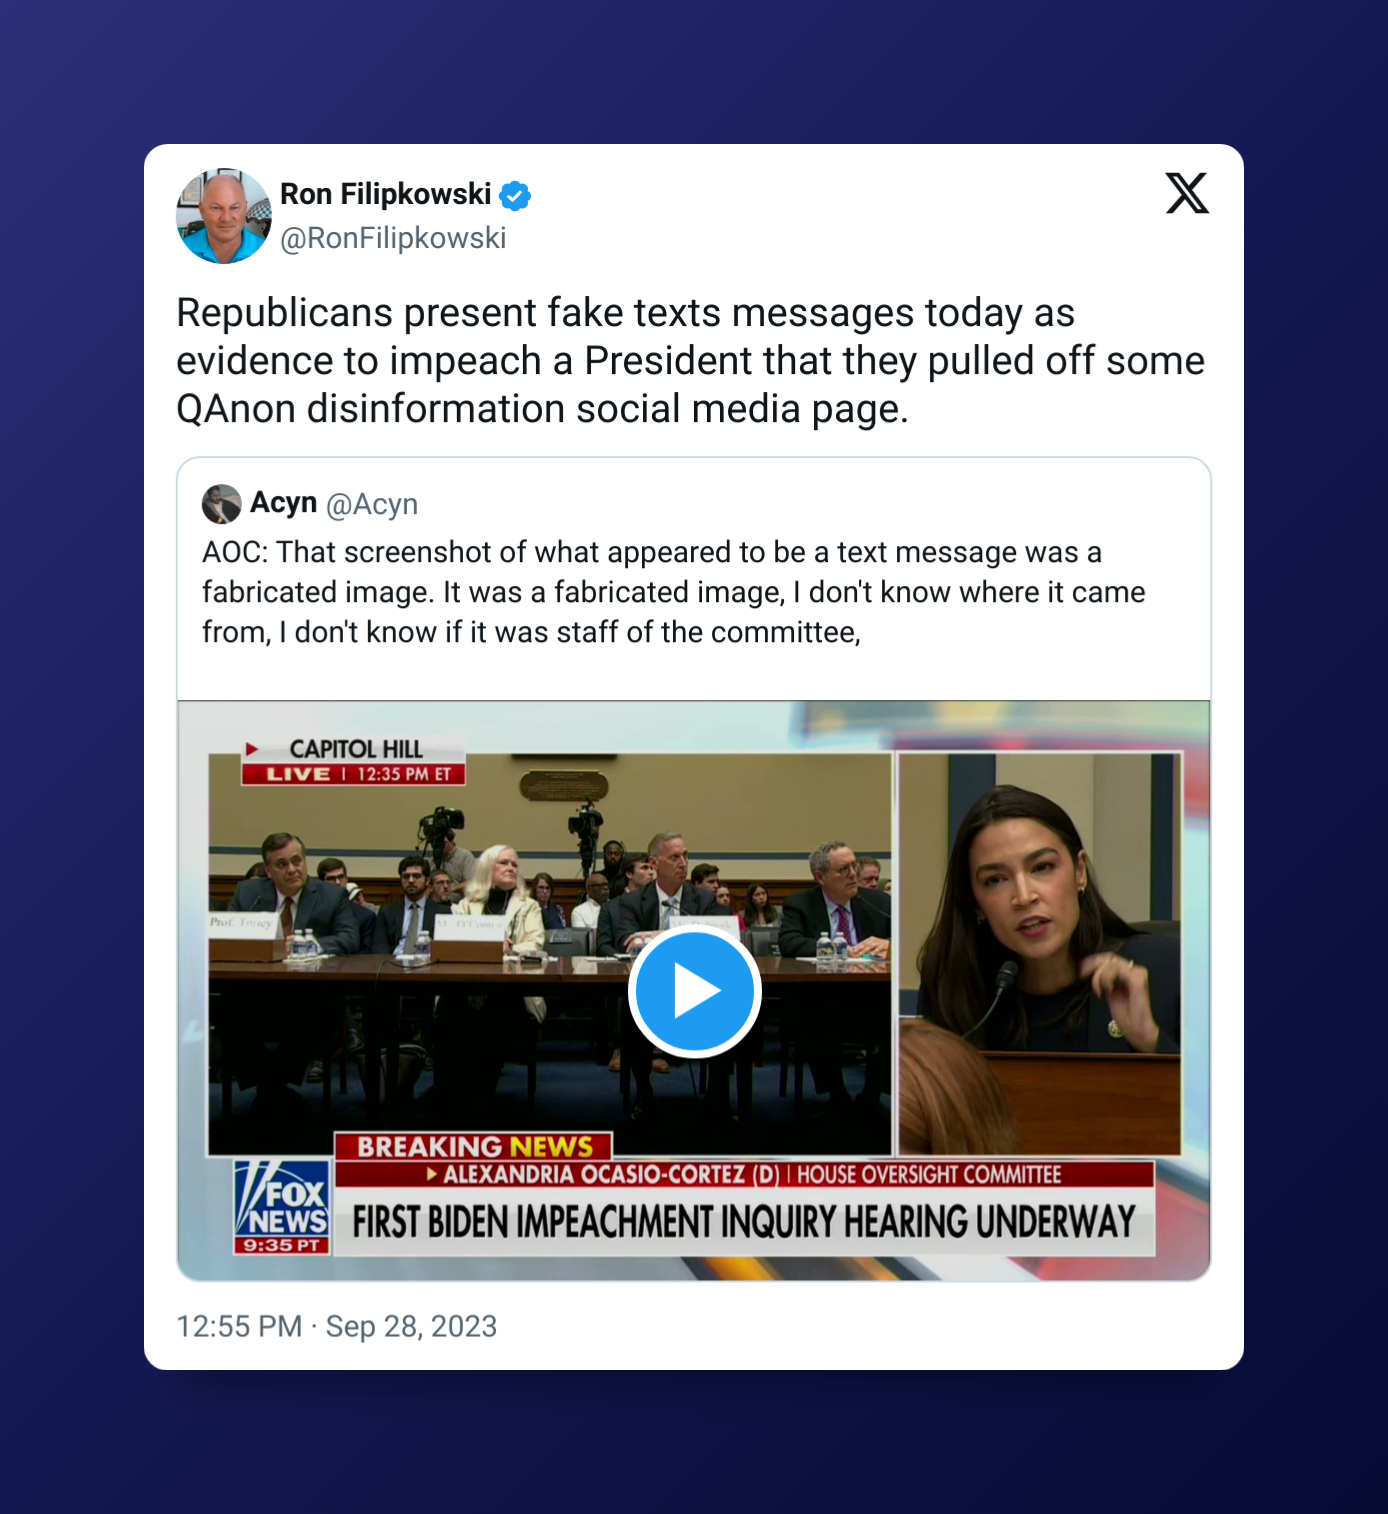 Ron Filipkowski
@RonFilipkowski
Republicans present fake texts messages today as
evidence to impeach a President that they pulled off some
QAnon disinformation social media page.
Acyn @Acyn
AOC: That screenshot of what appeared to be a text message was a
fabricated image. It was a fabricated image, I don't know where it came
from, I don't know if it was staff of the committee,
CAPITOL HILL
LIVE | 12:35 PM ET
Prof. Turley
BREAKING NEWS
ALEXANDRIA OCASIO-CORTEZ (D) | HOUSE OVERSIGHT COMMITTEE
FOX
NEWS
FIRST BIDEN IMPEACHMENT INQUIRY HEARING UNDERWAY
9:35 PT
12:55 PM · Sep 28, 2023